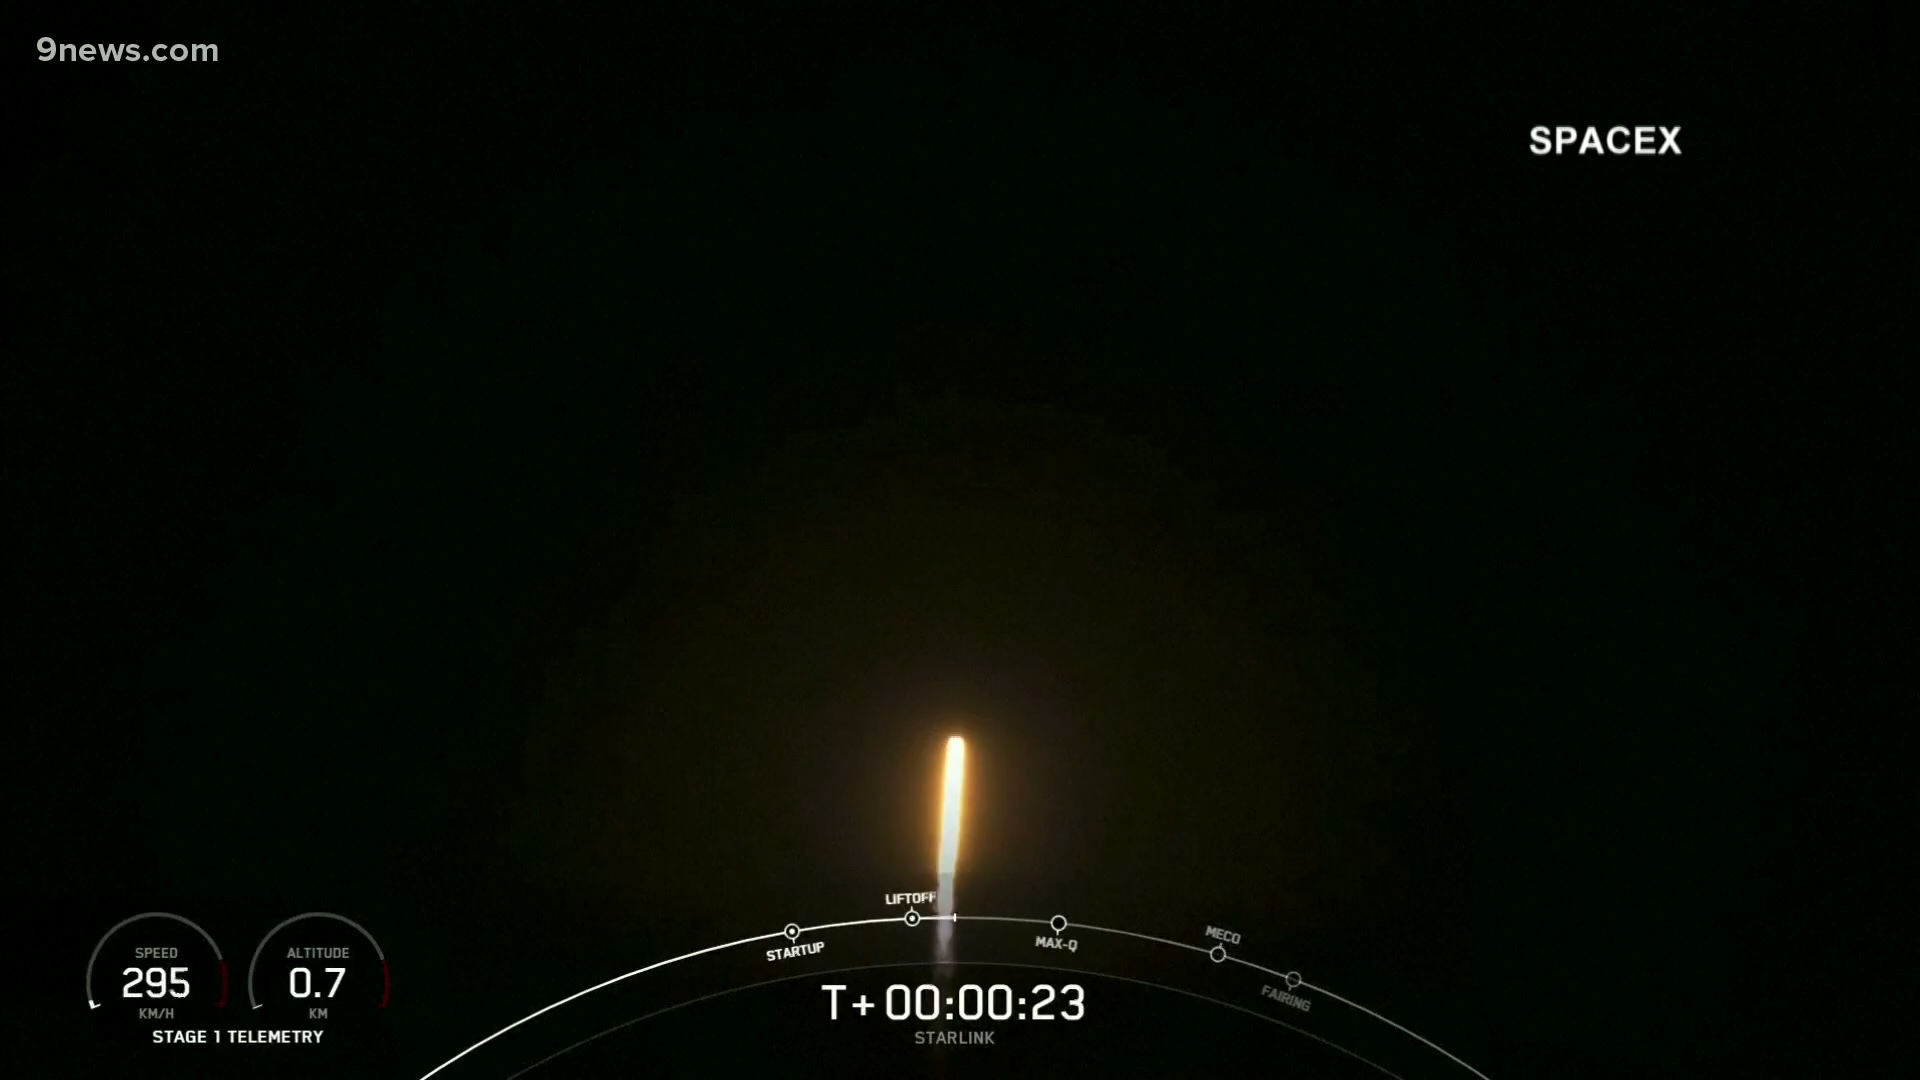 9news.com
SPACEX
LIFTOFF
STARTUP
MAX-Q
MECO
FAIRING
SPEED
295
KM/H
ALTITUDE
0.7
KM
STAGE 1 TELEMETRY
T+00:00:23
STARLINK